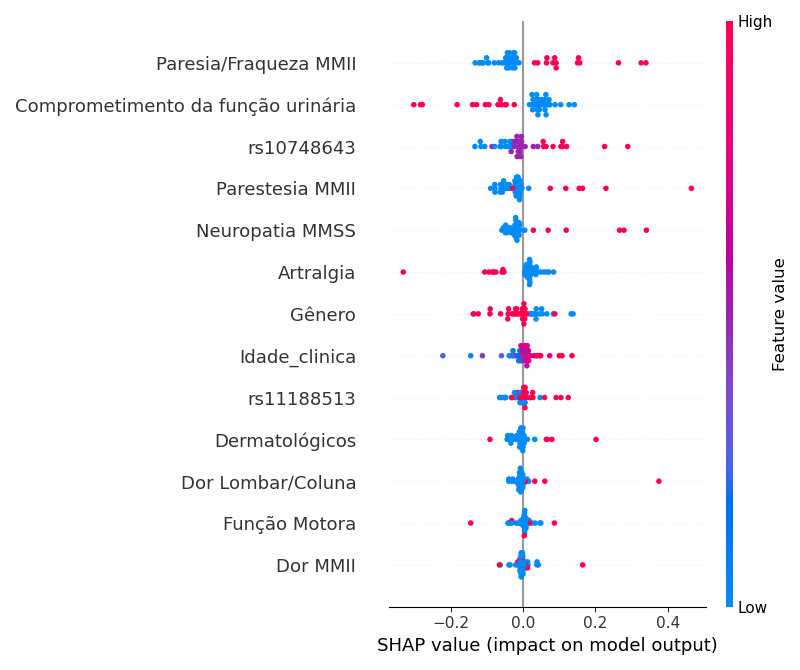 High
Paresia/Fraqueza MMII
Comprometimento da função urinária
rs10748643
Parestesia MMII
Neuropatia MMSS
Artralgia
Gênero
Idade_clinica
rs11188513
Dermatológicos
Dor Lombar/Coluna
Função Motora
Dor MMII
Feature value
Low
−0.2 0.0 0.2 0.4
SHAP value (impact on model output)